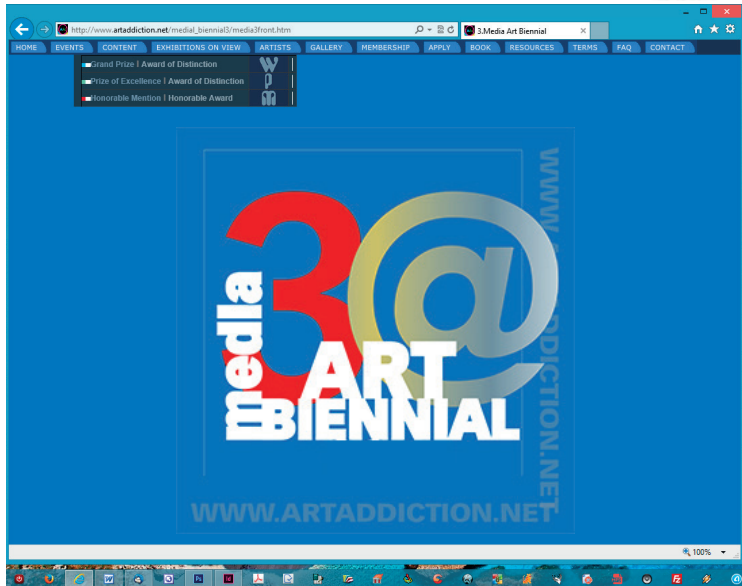 http://www.artaddiction.net/medial_biennial3/media3front.htm
3.Media Art Biennial
HOME EVENTS CONTENT EXHIBITIONS ON VIEW ARTISTS GALLERY MEMBERSHIP APPLY BOOK RESOURCES TERMS FAQ CONTACT
Grand Prize | Award of Distinction
Prize of Excellence | Award of Distinction
Honorable Mention | Honorable Award
WWW.ARTADDICTION.NET
3@
media
ART
BIENNIAL
WWW.ARTADDICTION.NET
100%